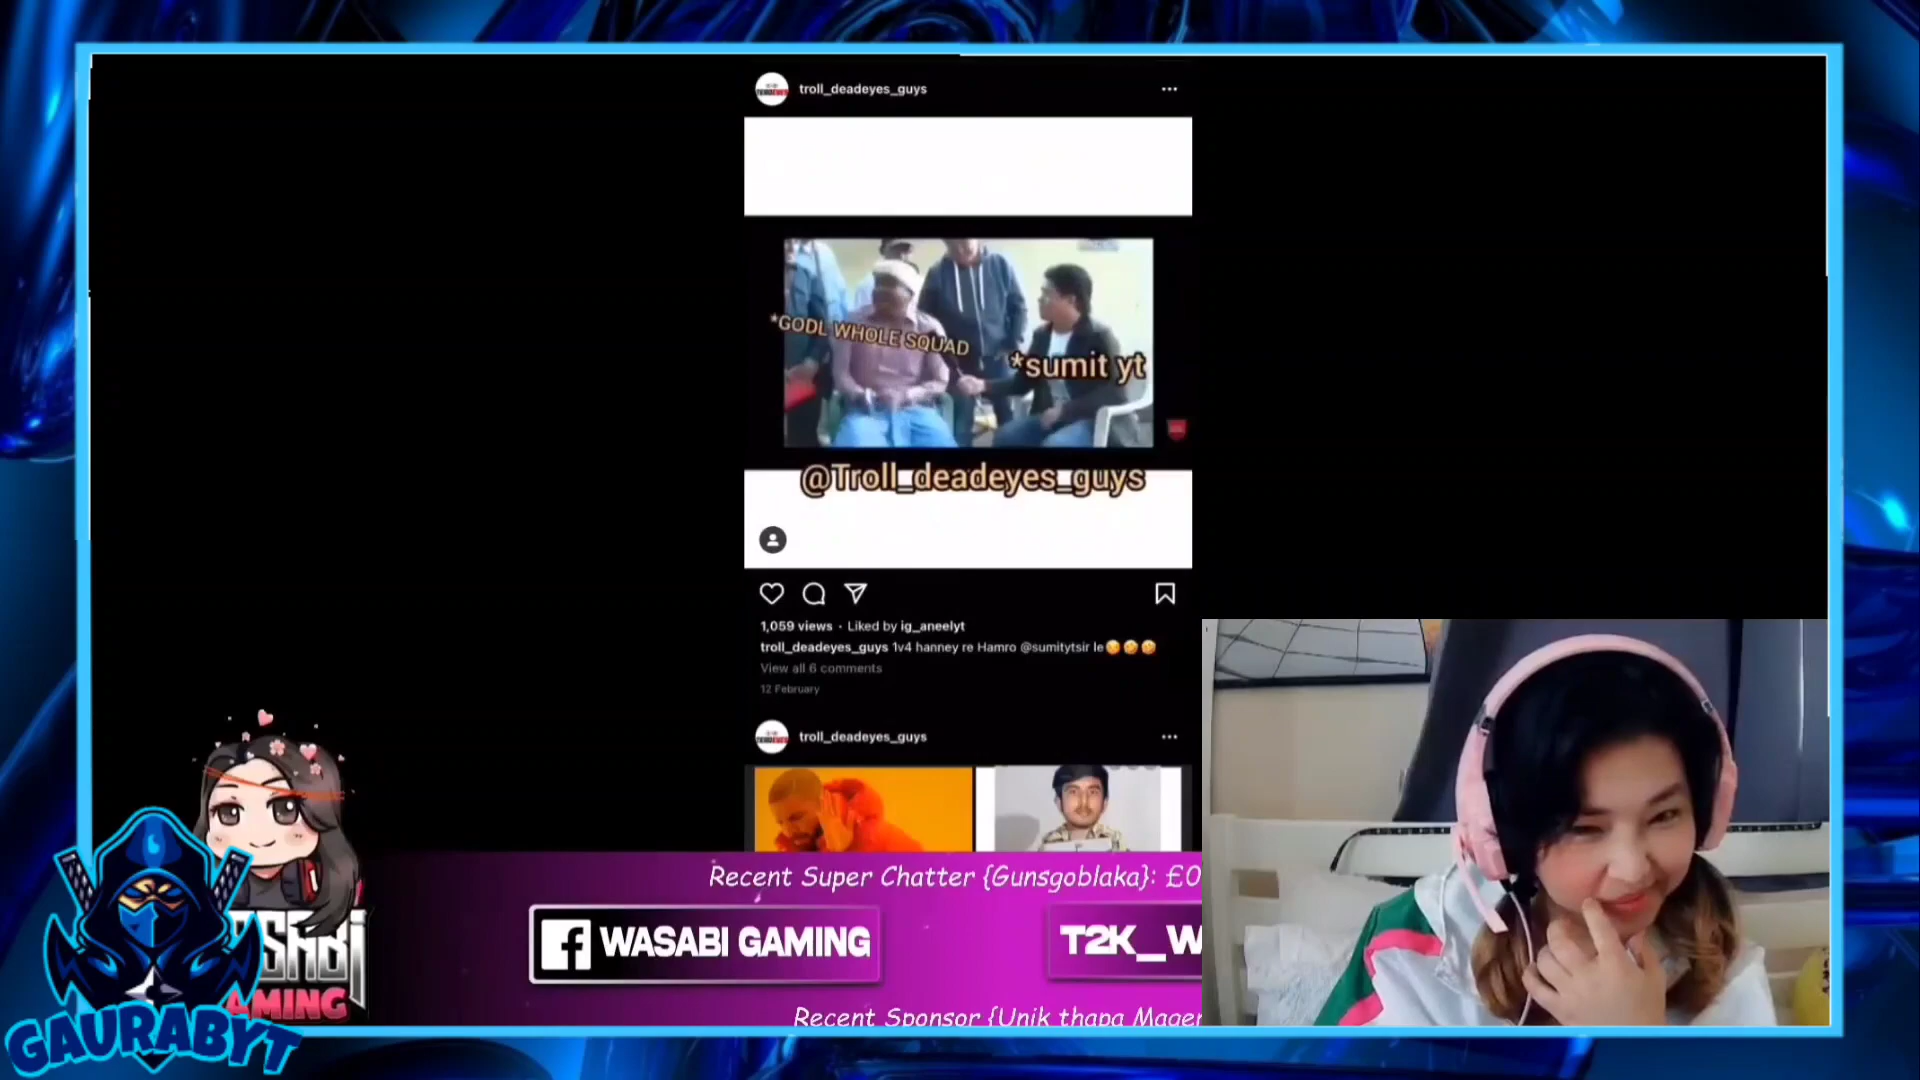 troll_deadeyes_guys
*GODL WHOLE SQUAD
*sumit yt
@Troll_deadeyes_guys
1,059 views · Liked by ig_aneelyt
troll_deadeyes_guys 1v4 hanney re Hamro @sumitytsir le😏🤣🤣
View all 6 comments
12 February
troll_deadeyes_guys
Recent Super Chatter {Gunsgoblaka}: £0
WASABI GAMING
T2K_W
Recent Sponsor {Unik thapa Mager
GAURABYT